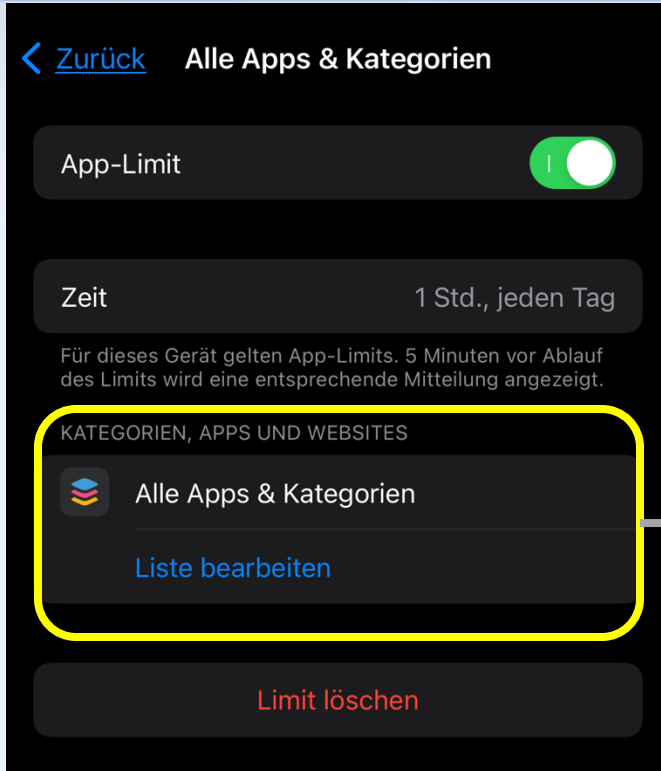 Zurück Alle Apps & Kategorien
App-Limit
Zeit 1 Std., jeden Tag
Für dieses Gerät gelten App-Limits. 5 Minuten vor Ablauf
des Limits wird eine entsprechende Mitteilung angezeigt.
KATEGORIEN, APPS UND WEBSITES
Alle Apps & Kategorien
Liste bearbeiten
Limit löschen